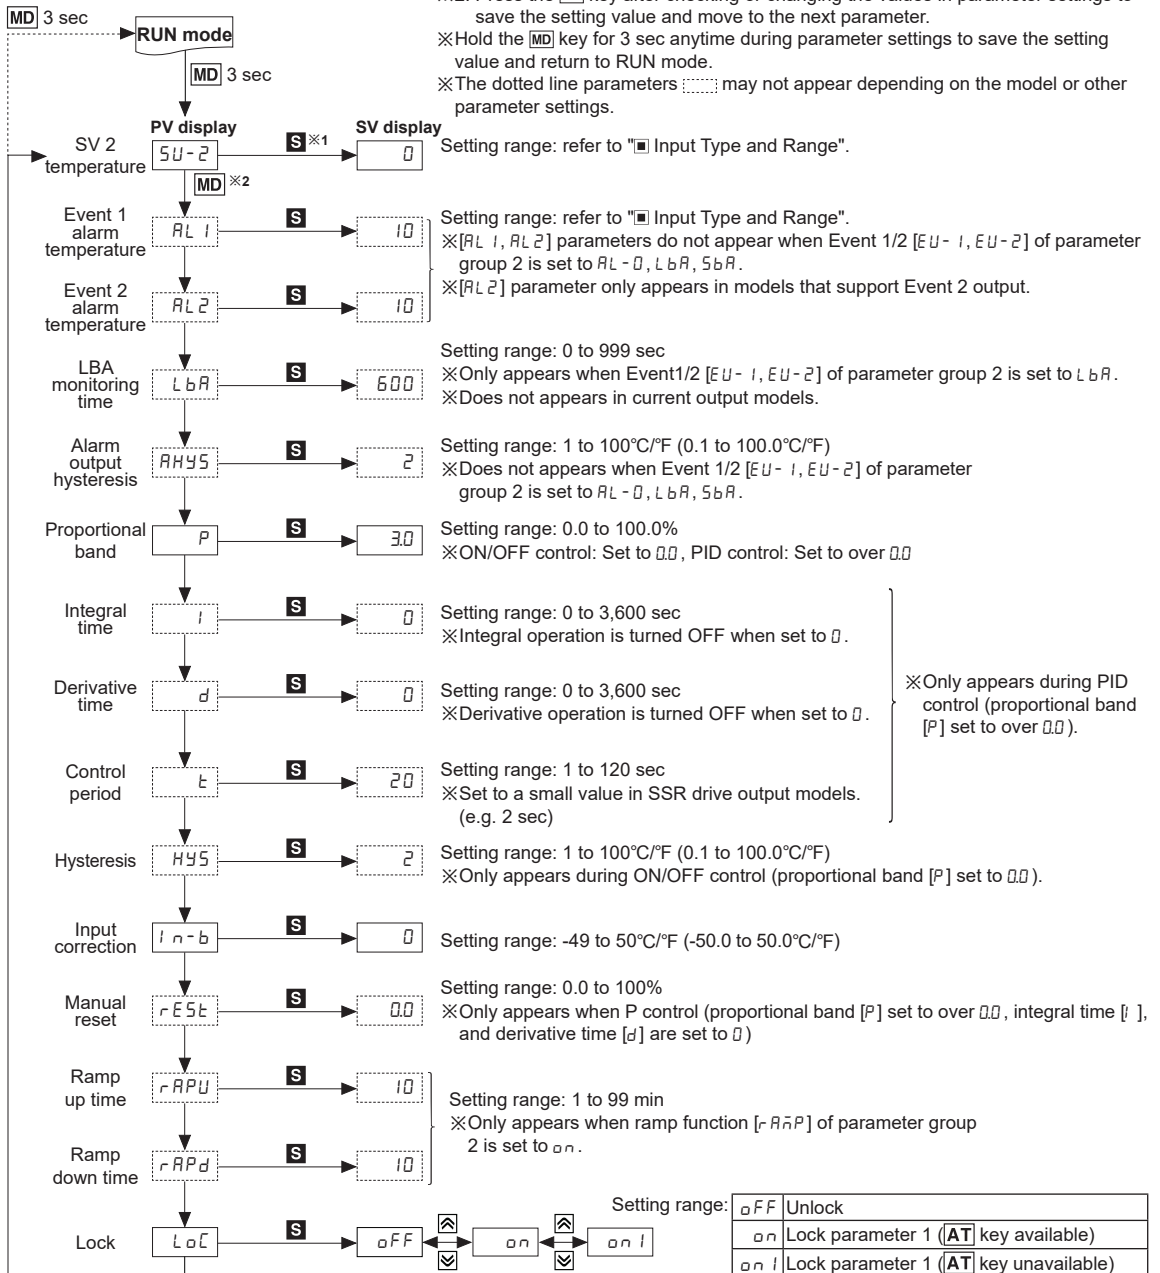 ※2: Press the MD key after checking or changing the values in parameter settings to
save the setting value and move to the next parameter.
※Hold the MD key for 3 sec anytime during parameter settings to save the setting
value and return to RUN mode.
※The dotted line parameters may not appear depending on the model or other
parameter settings.
MD 3 sec
RUN mode
MD 3 sec
PV display SV display
SV 2
temperature
SU-2 S ※1 0
Setting range: refer to "▣ Input Type and Range".
MD ※2
Event 1
alarm
temperature
AL1 S 10
Setting range: refer to "▣ Input Type and Range".
※[AL1, AL2] parameters do not appear when Event 1/2 [EU-1, EU-2] of parameter
group 2 is set to AL-0, LbA, SbA.
※[AL2] parameter only appears in models that support Event 2 output.
Event 2
alarm
temperature
AL2 S 10
LBA
monitoring
time
LbA S 600
Setting range: 0 to 999 sec
※Only appears when Event1/2 [EU-1, EU-2] of parameter group 2 is set to LbA.
※Does not appears in current output models.
Alarm
output
hysteresis
AHYS S 2
Setting range: 1 to 100°C/°F (0.1 to 100.0°C/°F)
※Does not appears when Event 1/2 [EU-1, EU-2] of parameter
group 2 is set to AL-0, LbA, SbA.
Proportional
band
P S 3.0
Setting range: 0.0 to 100.0%
※ON/OFF control: Set to 0.0, PID control: Set to over 0.0
Integral
time
I S 0
Setting range: 0 to 3,600 sec
※Integral operation is turned OFF when set to 0.
Derivative
time
d S 0
Setting range: 0 to 3,600 sec
※Derivative operation is turned OFF when set to 0.
※Only appears during PID
control (proportional band
[P] set to over 0.0).
Control
period
t S 20
Setting range: 1 to 120 sec
※Set to a small value in SSR drive output models.
(e.g. 2 sec)
Hysteresis
HYS S 2
Setting range: 1 to 100°C/°F (0.1 to 100.0°C/°F)
※Only appears during ON/OFF control (proportional band [P] set to 0.0).
Input
correction
In-b S 0
Setting range: -49 to 50°C/°F (-50.0 to 50.0°C/°F)
Manual
reset
rESt S 0.0
Setting range: 0.0 to 100%
※Only appears when P control (proportional band [P] set to over 0.0, integral time [I],
and derivative time [d] are set to 0)
Ramp
up time
rAPU S 10
Setting range: 1 to 99 min
※Only appears when ramp function [rAMP] of parameter group
2 is set to on.
Ramp
down time
rAPd S 10
Lock
LoC S oFF on on1
Setting range:
oFF Unlock
on Lock parameter 1 (AT key available)
on1 Lock parameter 1 (AT key unavailable)